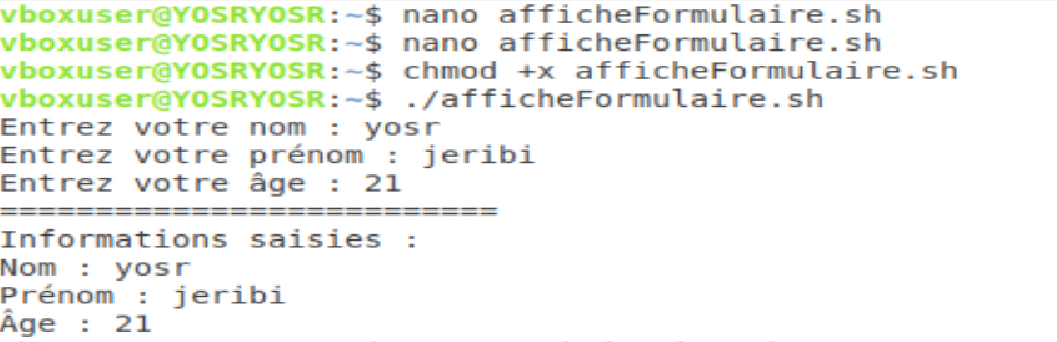 vboxuser@YOSRYOSR:~$ nano afficheFormulaire.sh
vboxuser@YOSRYOSR:~$ nano afficheFormulaire.sh
vboxuser@YOSRYOSR:~$ chmod +x afficheFormulaire.sh
vboxuser@YOSRYOSR:~$ ./afficheFormulaire.sh
Entrez votre nom : yosr
Entrez votre prénom : jeribi
Entrez votre âge : 21
==========================
Informations saisies :
Nom : yosr
Prénom : jeribi
Âge : 21